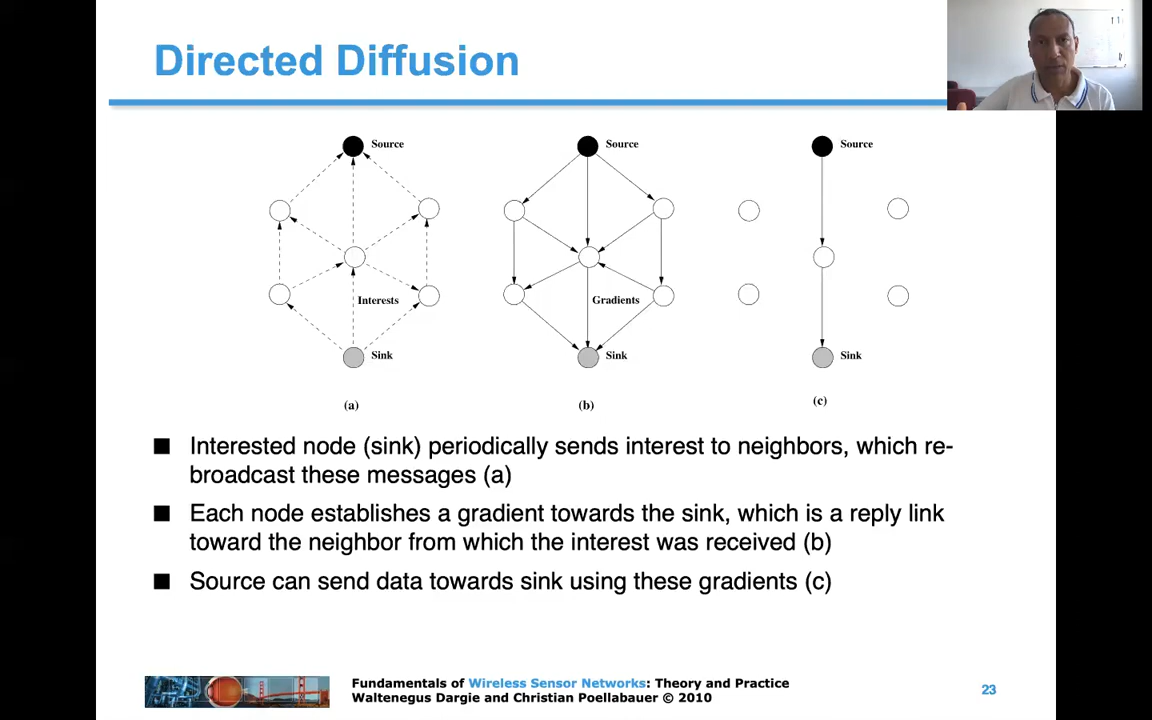 Directed Diffusion
Source
Source
Source
Interests
Gradients
Sink
Sink
Sink
(a)
(b)
(c)
■ Interested node (sink) periodically sends interest to neighbors, which re-
broadcast these messages (a)
■ Each node establishes a gradient towards the sink, which is a reply link
toward the neighbor from which the interest was received (b)
■ Source can send data towards sink using these gradients (c)
Fundamentals of Wireless Sensor Networks: Theory and Practice
Waltenegus Dargie and Christian Poellabauer © 2010
23